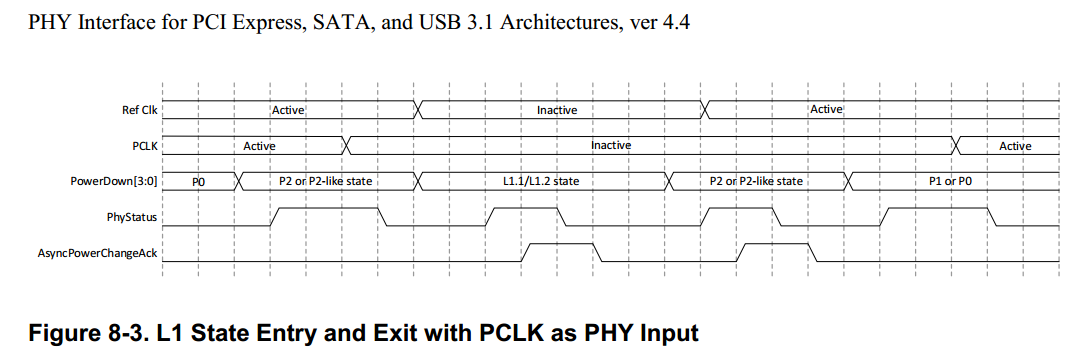 PHY Interface for PCI Express, SATA, and USB 3.1 Architectures, ver 4.4
Ref Clk Active Inactive Active
PCLK Active Inactive Active
PowerDown[3:0] P0 P2 or P2-like state L1.1/L1.2 state P2 or P2-like state P1 or P0
PhyStatus
AsyncPowerChangeAck
Figure 8-3. L1 State Entry and Exit with PCLK as PHY Input